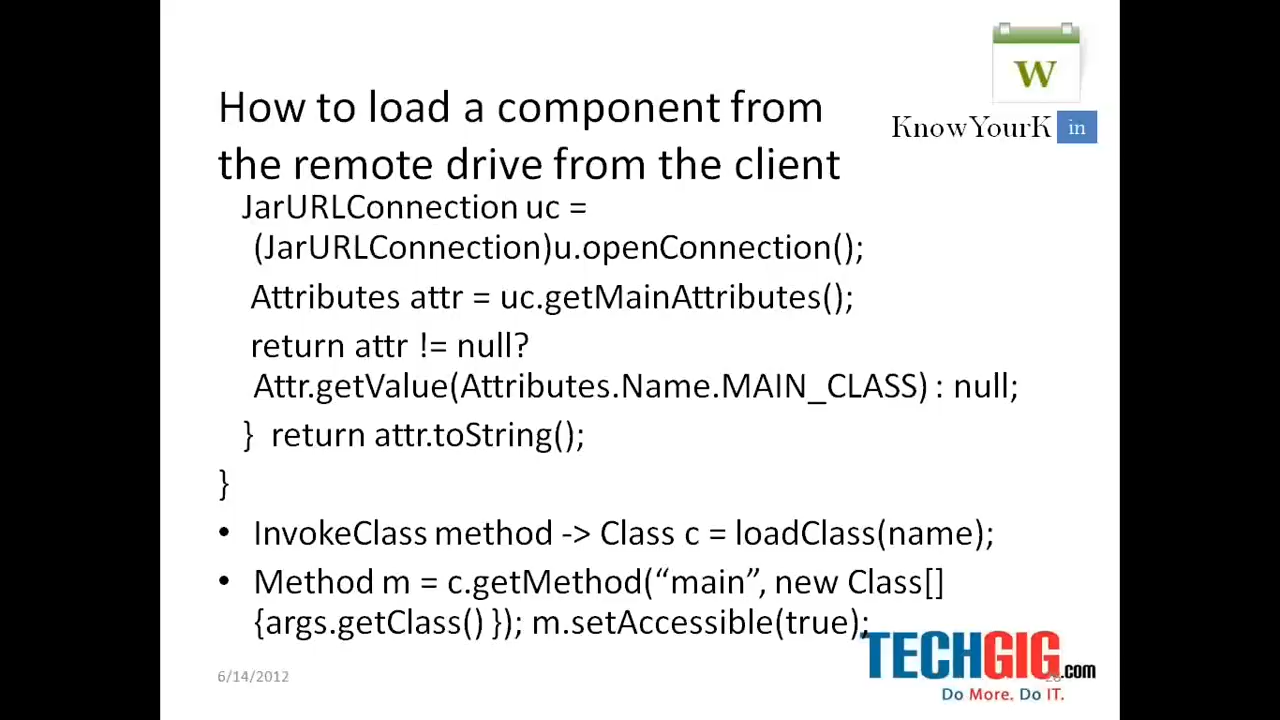 W
KnowYourK in
How to load a component from
the remote drive from the client
JarURLConnection uc =
(JarURLConnection)u.openConnection();
Attributes attr = uc.getMainAttributes();
return attr != null?
Attr.getValue(Attributes.Name.MAIN_CLASS) : null;
} return attr.toString();
}
• InvokeClass method -> Class c = loadClass(name);
• Method m = c.getMethod(“main”, new Class[]
{args.getClass() }); m.setAccessible(true);
6/14/2012
TECHGIG.com
Do More. Do IT.